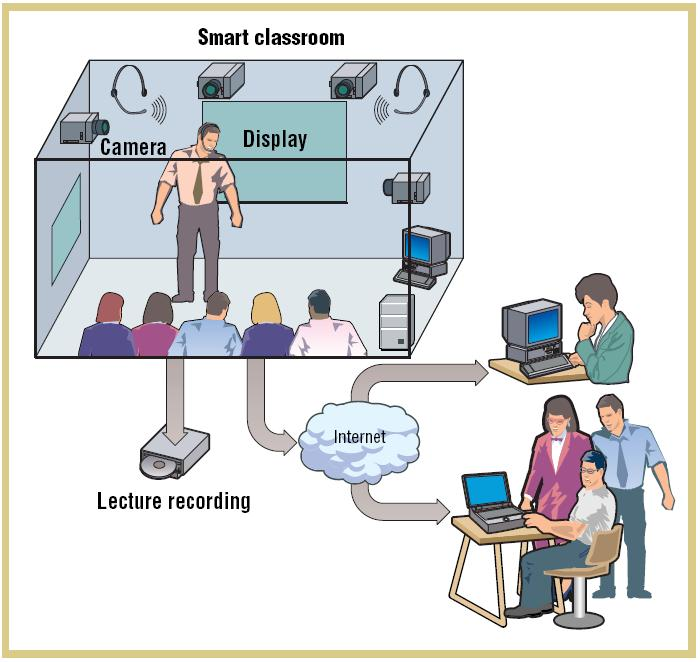 Smart classroom
Camera
Display
Internet
Lecture recording